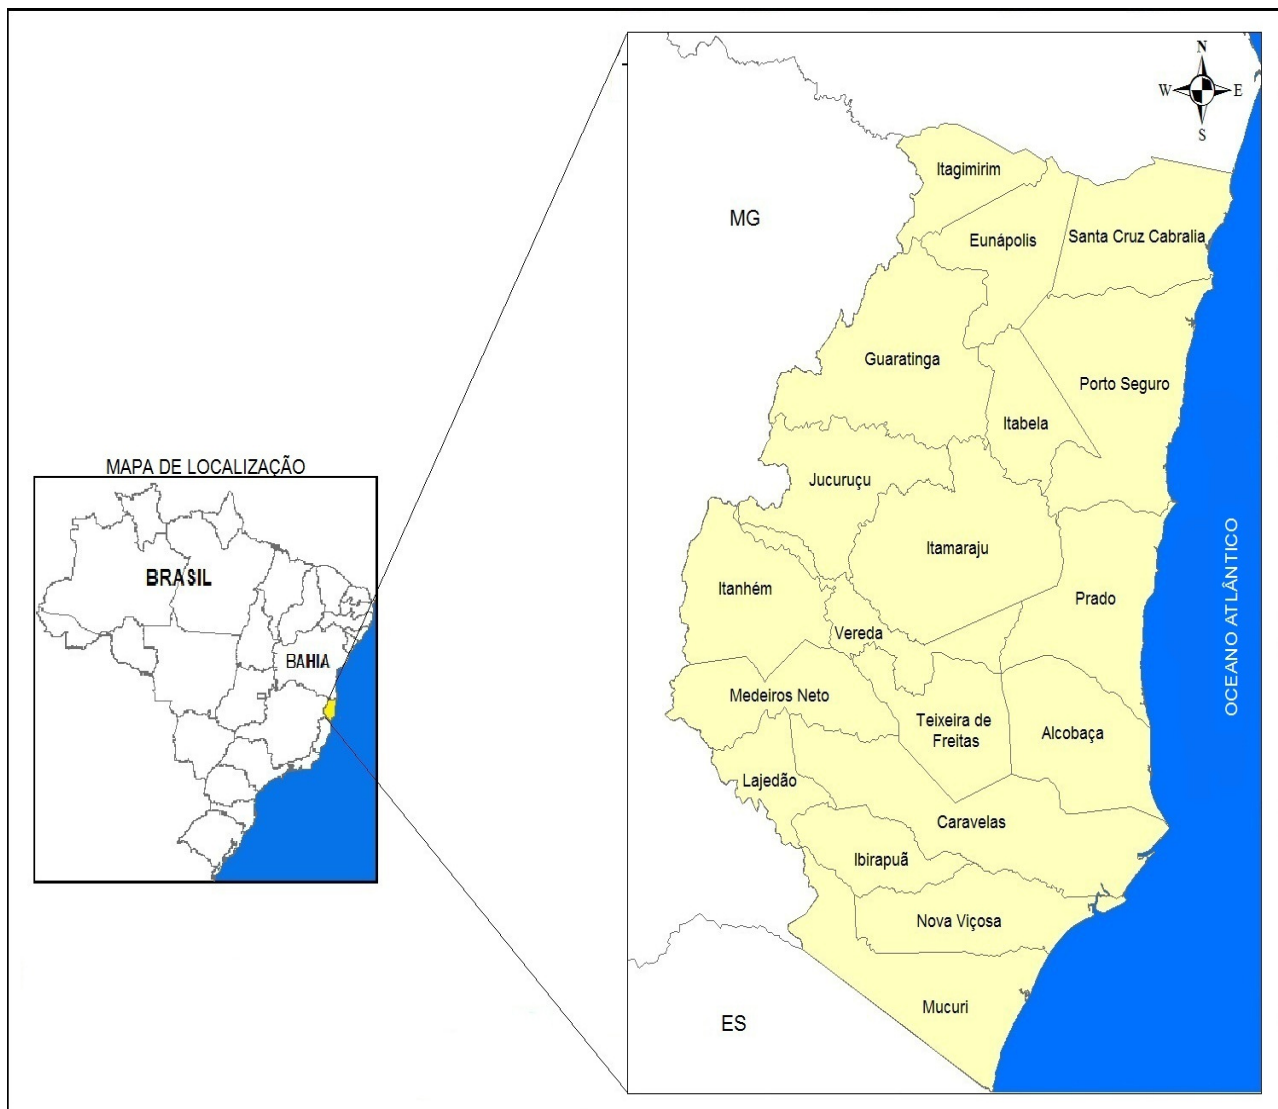 MAPA DE LOCALIZAÇÃO
BRASIL
BAHIA
N
W
E
S
MG
Itagimirim
Eunápolis
Santa Cruz Cabralia
Guaratinga
Porto Seguro
Itabela
Jucuruçu
Itamaraju
Itanhém
Prado
Vereda
Medeiros Neto
Teixeira de
Freitas
Alcobaça
Lajedão
Caravelas
Ibirapuã
Nova Viçosa
Mucuri
ES
OCEANO ATLÂNTICO